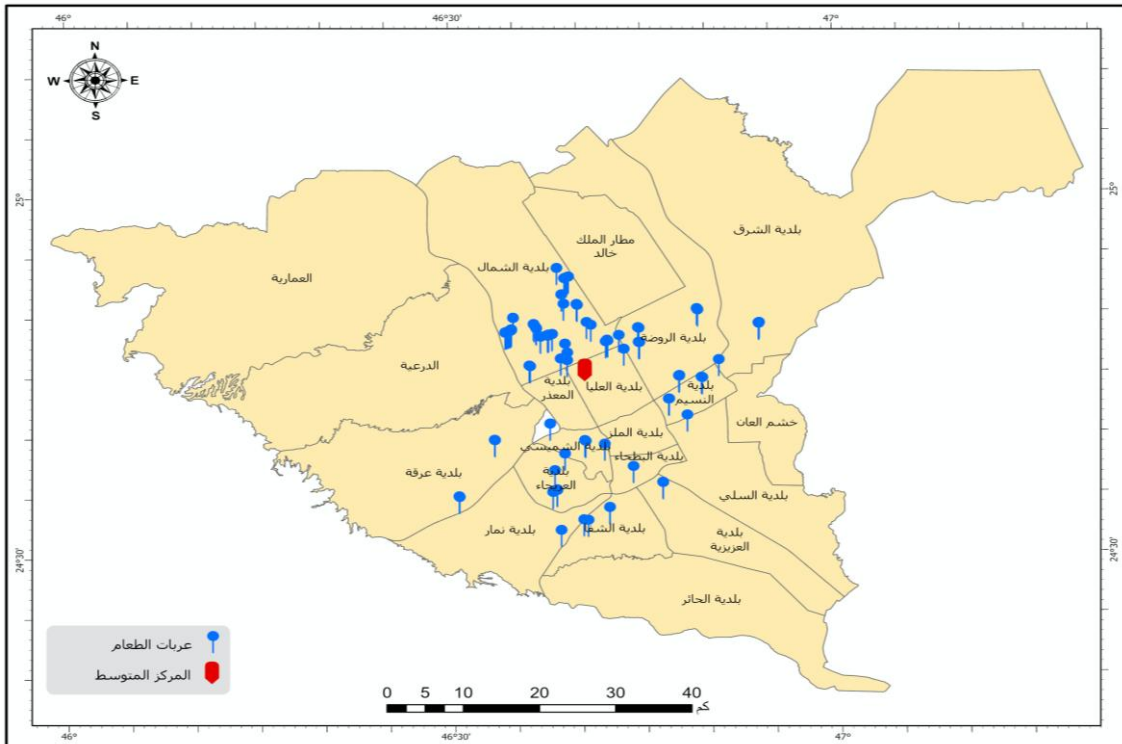 46°
46°30
47°
N
W
E
S
25°
25°
بلدية الشرق
مطار الملك
خالد
بلدية الشمال
العمارية
بلدية الروضة
الدرعية
بلدية
المعذر
بلدية العليا
بلدية
النسيم
خشم العان
بلدية الملز
بلدية الشميسي
بلدية البطحاء
بلدية
العريجاء
بلدية عرقة
بلدية السلي
بلدية نمار
بلدية الشفا
بلدية
العزيزية
بلدية الحائر
24°30
24°30
عربات الطعام
المركز المتوسط
0 5 10 20 30 40
كم
46°
46°30
47°